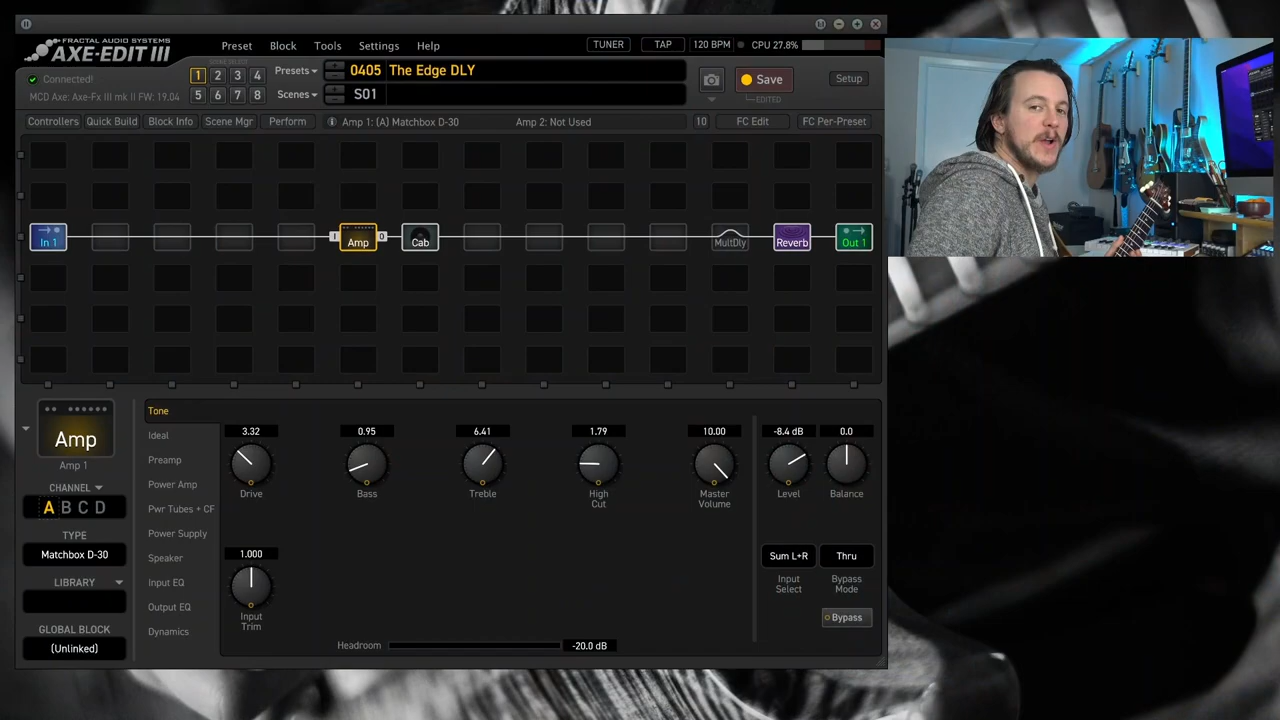 FRACTAL AUDIO SYSTEMS
AXE-EDIT III
Preset Block Tools Settings Help
TUNER TAP 120 BPM CPU 27.8%
Connected!
MCD Axe: Axe-Fx III mk II FW: 19.04
SCENE SELECT
1 2 3 4
5 6 7 8
Presets 0405 The Edge DLY
Scenes S01
Save
EDITED
Setup
Controllers Quick Build Block Info Scene Mgr Perform
Amp 1: (A) Matchbox D-30 Amp 2: Not Used
10 FC Edit FC Per-Preset
In 1 I Amp O Cab MultDly Reverb Out 1
Amp
Amp 1
CHANNEL
A B C D
TYPE
Matchbox D-30
LIBRARY
GLOBAL BLOCK
(Unlinked)
Tone
Ideal
Preamp
Power Amp
Pwr Tubes + CF
Power Supply
Speaker
Input EQ
Output EQ
Dynamics
3.32 0.95 6.41 1.79 10.00 -8.4 dB 0.0
Drive Bass Treble High Cut Master Volume Level Balance
1.000
Input Trim
Sum L+R Thru
Input Select Bypass Mode
Bypass
Headroom -20.0 dB